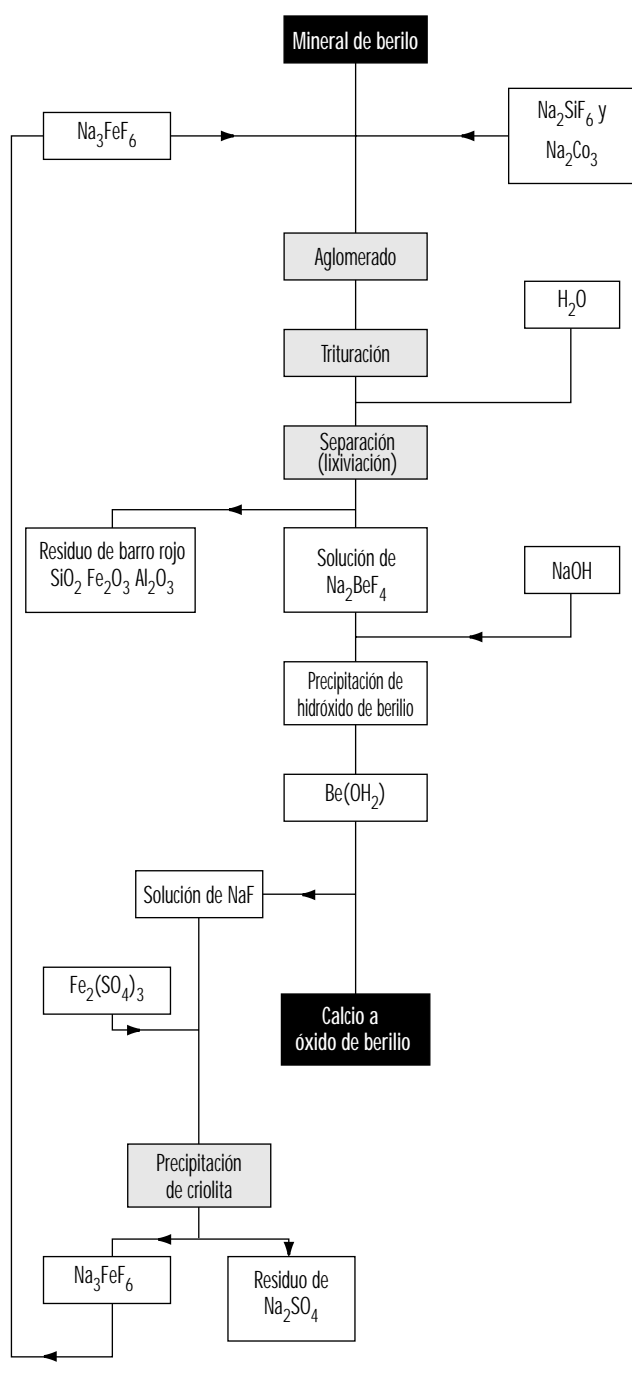 Mineral de berilo
Na₃FeF₆
Na₂SiF₆ y
Na₂Co₃
Aglomerado
H₂O
Trituración
Separación
(lixiviación)
Residuo de barro rojo
SiO₂ Fe₂O₃ Al₂O₃
Solución de
Na₂BeF₄
NaOH
Precipitación de
hidróxido de berilio
Be(OH₂)
Solución de NaF
Fe₂(SO₄)₃
Calcio a
óxido de berilio
Precipitación
de criolita
Na₃FeF₆
Residuo de
Na₂SO₄